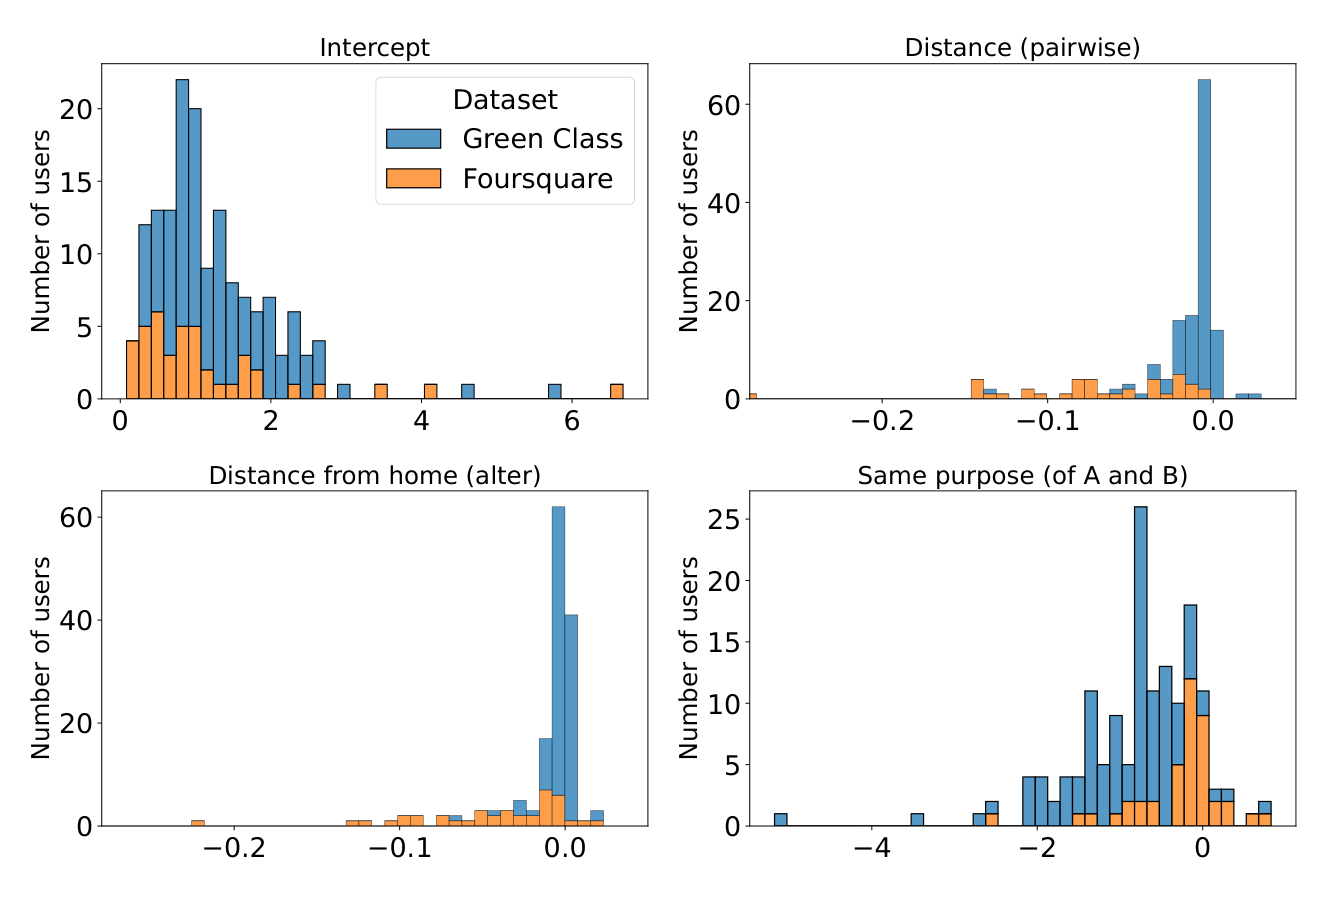 Intercept
Number of users
20
15
10
5
0
0 2 4 6
Dataset
Green Class
Foursquare
Distance (pairwise)
Number of users
60
40
20
0
−0.2 −0.1 0.0
Distance from home (alter)
Number of users
60
40
20
0
−0.2 −0.1 0.0
Same purpose (of A and B)
Number of users
25
20
15
10
5
0
−4 −2 0